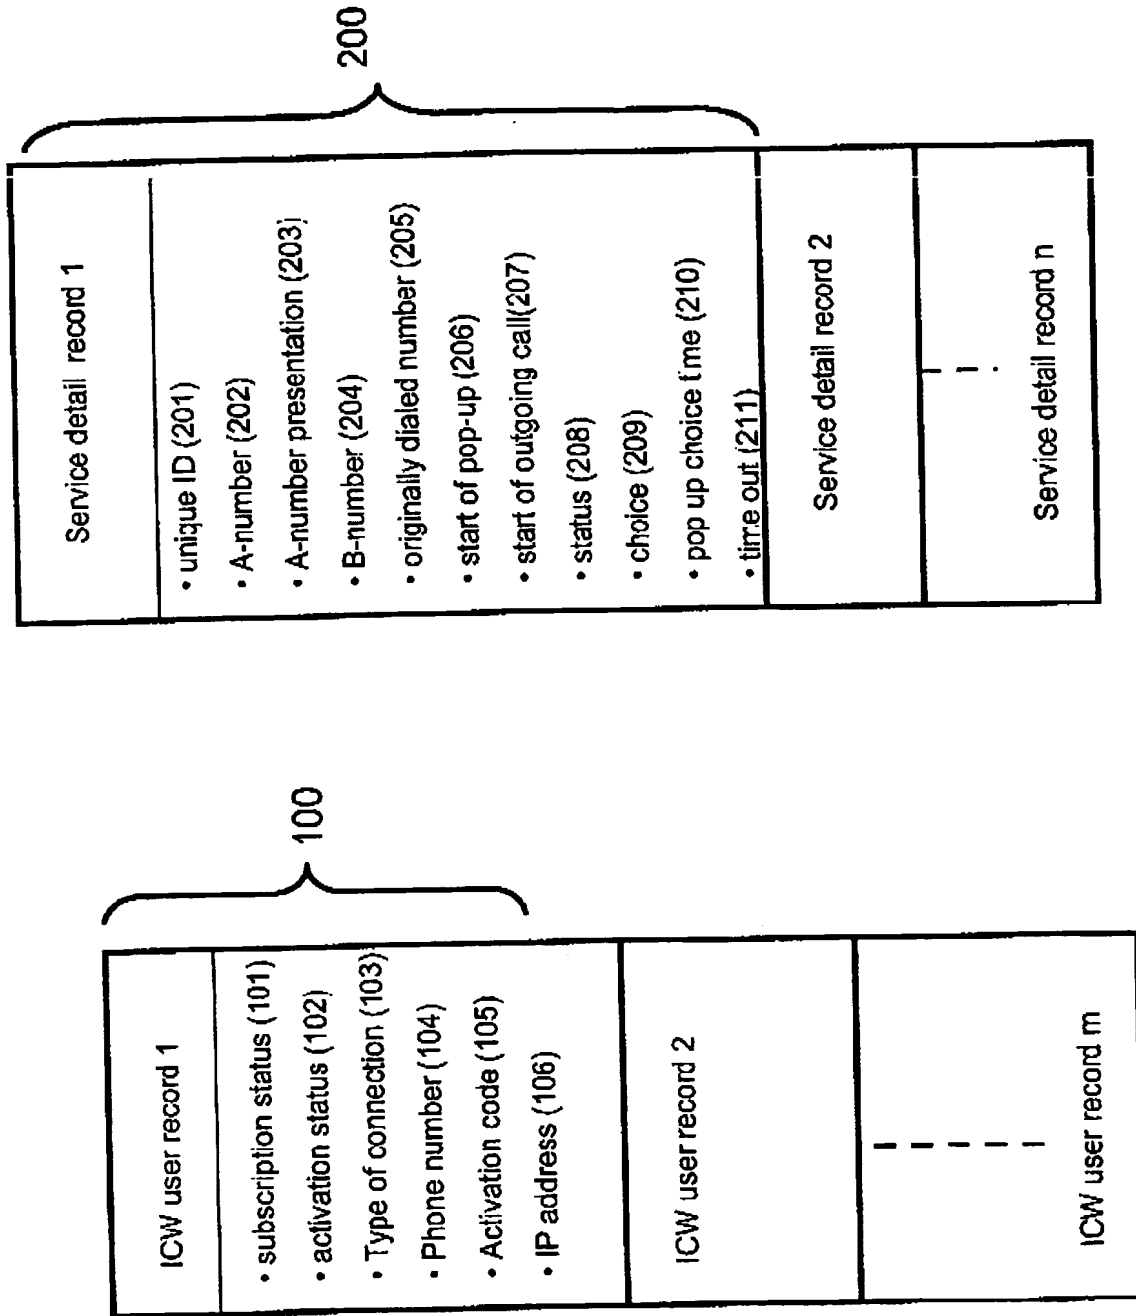 ICW user record 1
• subscription status (101)
• activation status (102)
• Type of connection (103)
• Phone number (104)
• Activation code (105)
• IP address (106)
ICW user record 2
ICW user record m
100
Service detail record 1
• unique ID (201)
• A-number (202)
• A-number presentation (203)
• B-number (204)
• originally dialed number (205)
• start of pop-up (206)
• start of outgoing call(207)
• status (208)
• choice (209)
• pop up choice time (210)
• time out (211)
Service detail record 2
Service detail record n
200